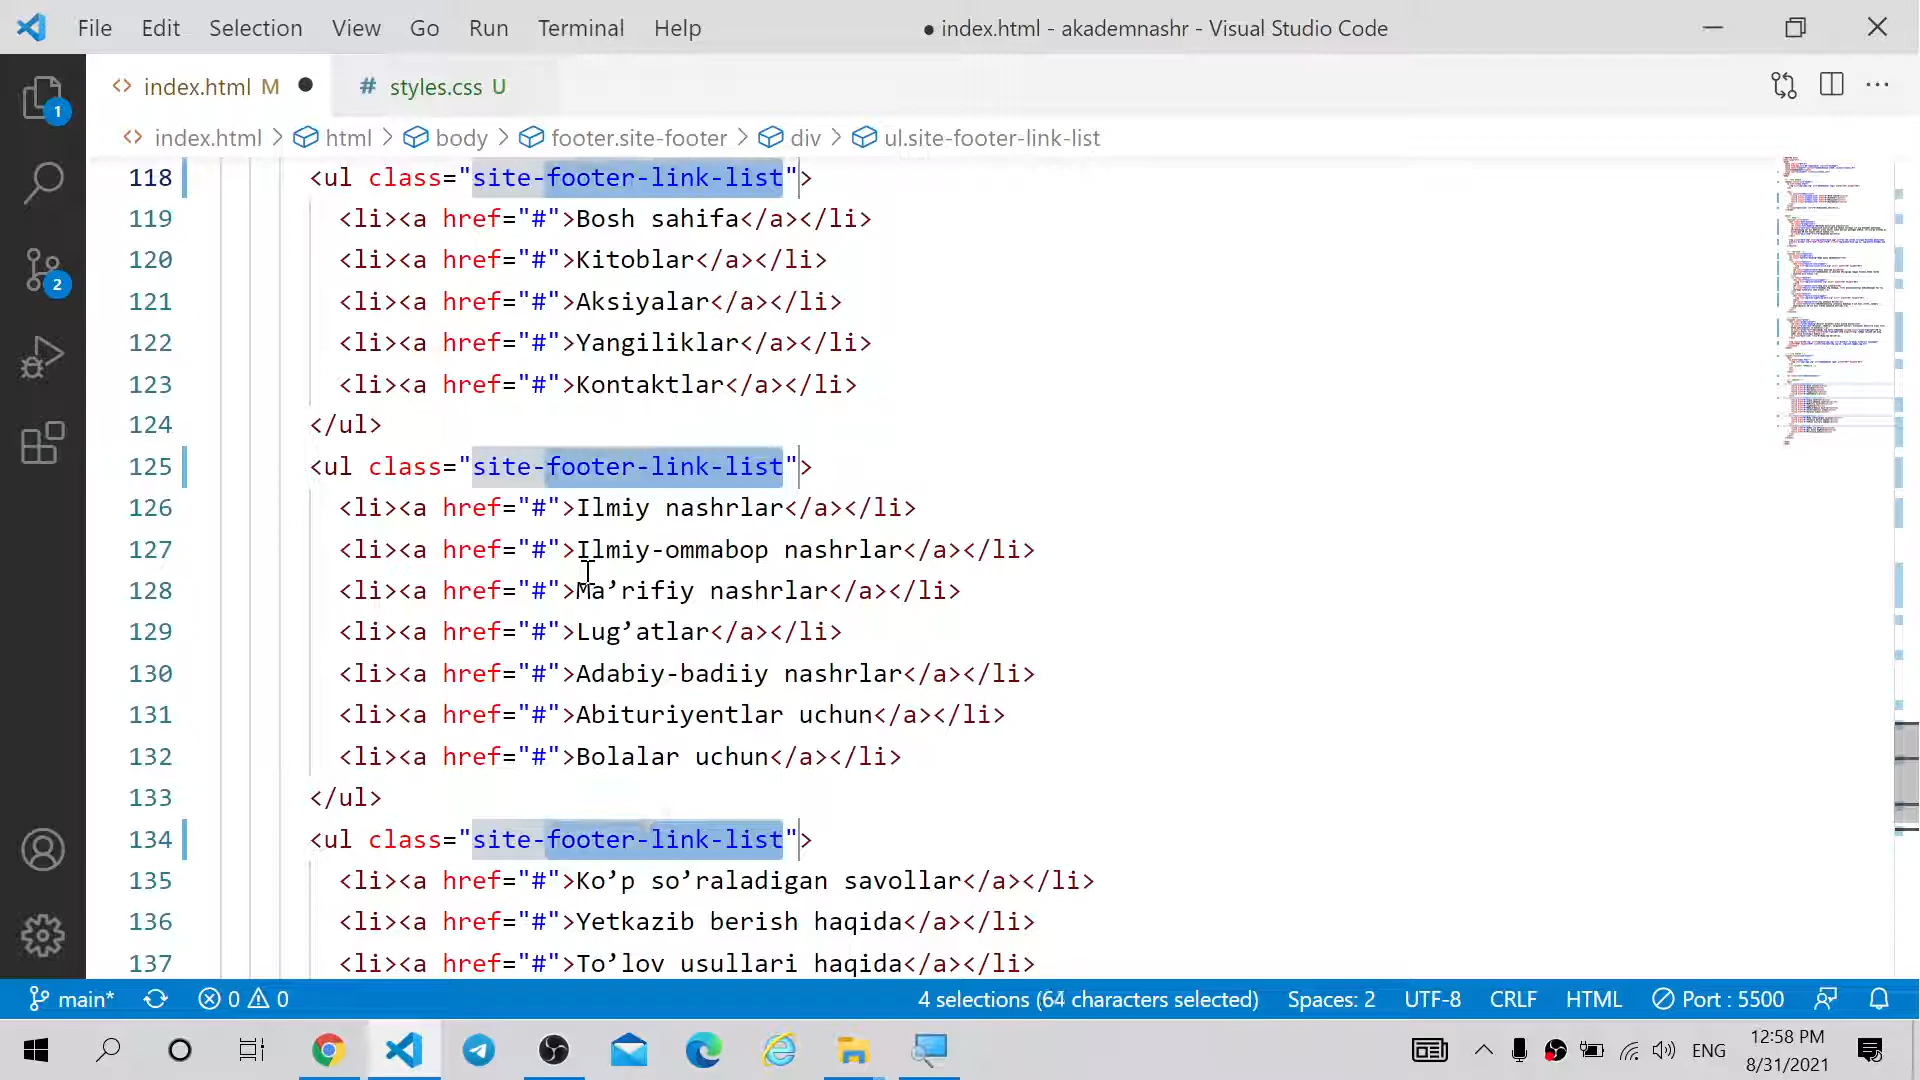 File Edit Selection View Go Run Terminal Help ● index.html - akademnashr - Visual Studio Code
<> index.html M ● # styles.css U
<> index.html > html > body > footer.site-footer > div > ul.site-footer-link-list
118 <ul class="site-footer-link-list">
119 <li><a href="#">Bosh sahifa</a></li>
120 <li><a href="#">Kitoblar</a></li>
121 <li><a href="#">Aksiyalar</a></li>
122 <li><a href="#">Yangiliklar</a></li>
123 <li><a href="#">Kontaktlar</a></li>
124 </ul>
125 <ul class="site-footer-link-list">
126 <li><a href="#">Ilmiy nashrlar</a></li>
127 <li><a href="#">Ilmiy-ommabop nashrlar</a></li>
128 <li><a href="#">Ma’rifiy nashrlar</a></li>
129 <li><a href="#">Lug’atlar</a></li>
130 <li><a href="#">Adabiy-badiiy nashrlar</a></li>
131 <li><a href="#">Abituriyentlar uchun</a></li>
132 <li><a href="#">Bolalar uchun</a></li>
133 </ul>
134 <ul class="site-footer-link-list">
135 <li><a href="#">Ko’p so’raladigan savollar</a></li>
136 <li><a href="#">Yetkazib berish haqida</a></li>
137 <li><a href="#">To’lov usullari haqida</a></li>
1
2
main* 0 0 4 selections (64 characters selected) Spaces: 2 UTF-8 CRLF HTML Port : 5500
ENG 12:58 PM
8/31/2021